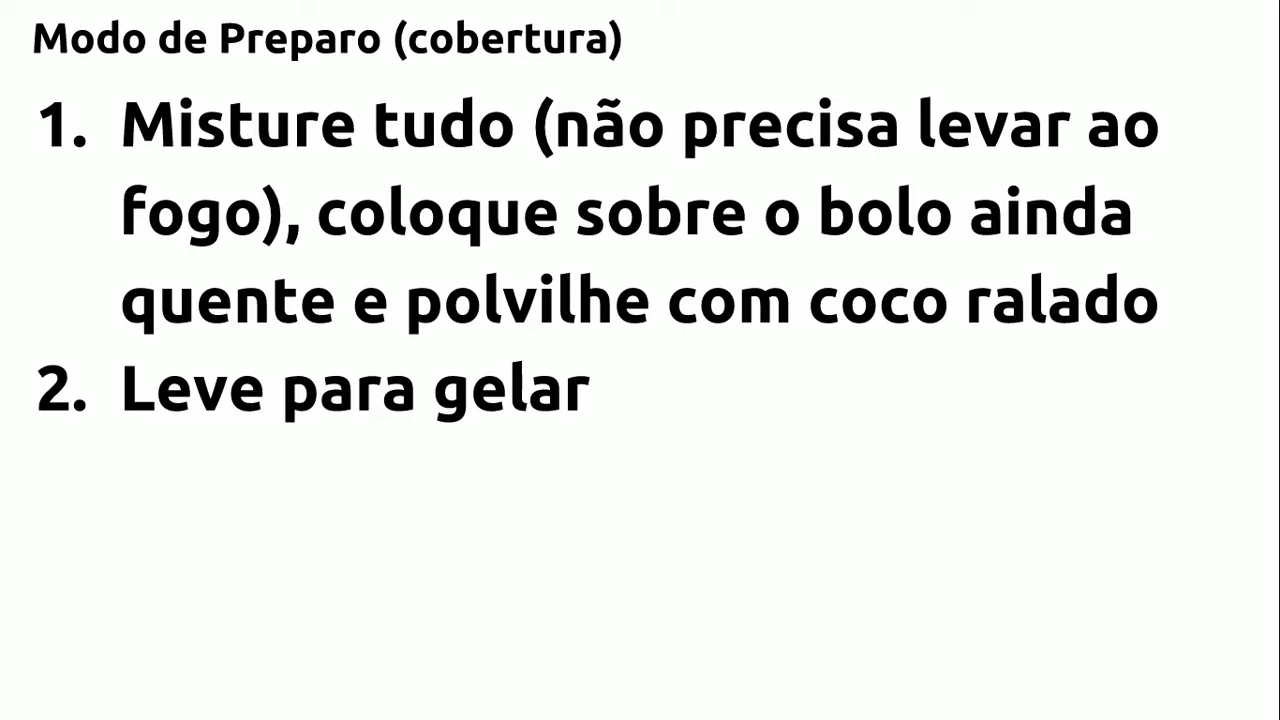 Modo de Preparo (cobertura)
1. Misture tudo (não precisa levar ao
fogo), coloque sobre o bolo ainda
quente e polvilhe com coco ralado
2. Leve para gelar